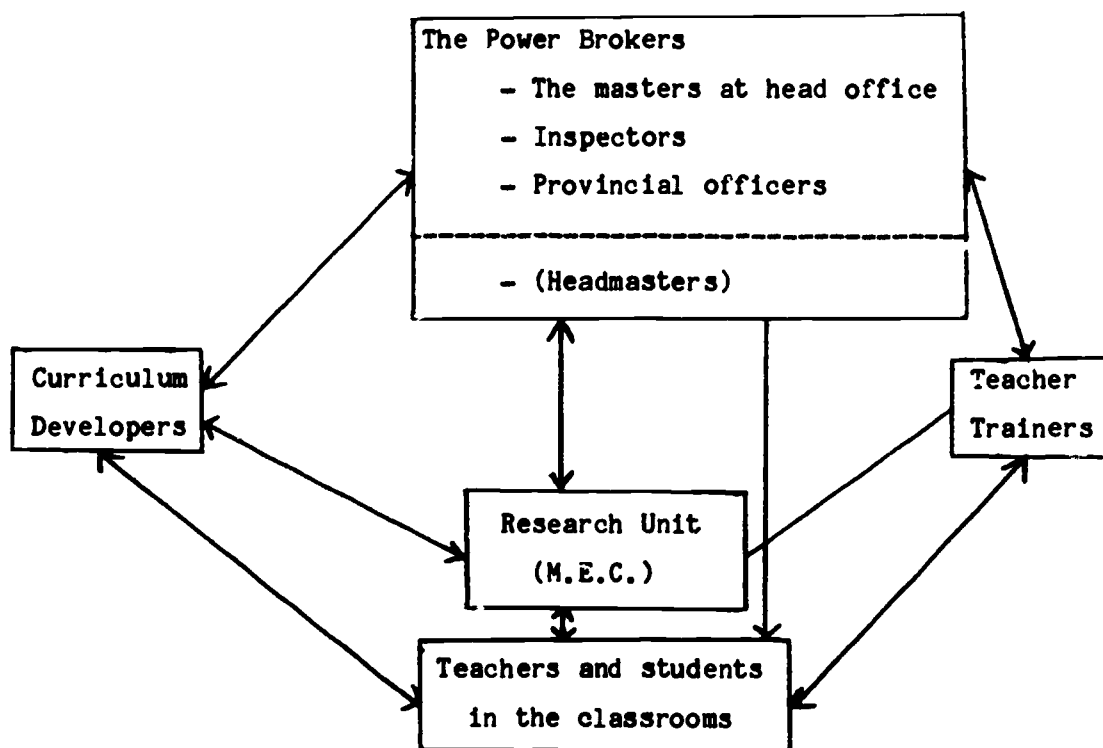 The Power Brokers
- The masters at head office
- Inspectors
- Provincial officers
- (Headmasters)
Curriculum
Developers
Teacher
Trainers
Research Unit
(M.E.C.)
Teachers and students
in the classrooms